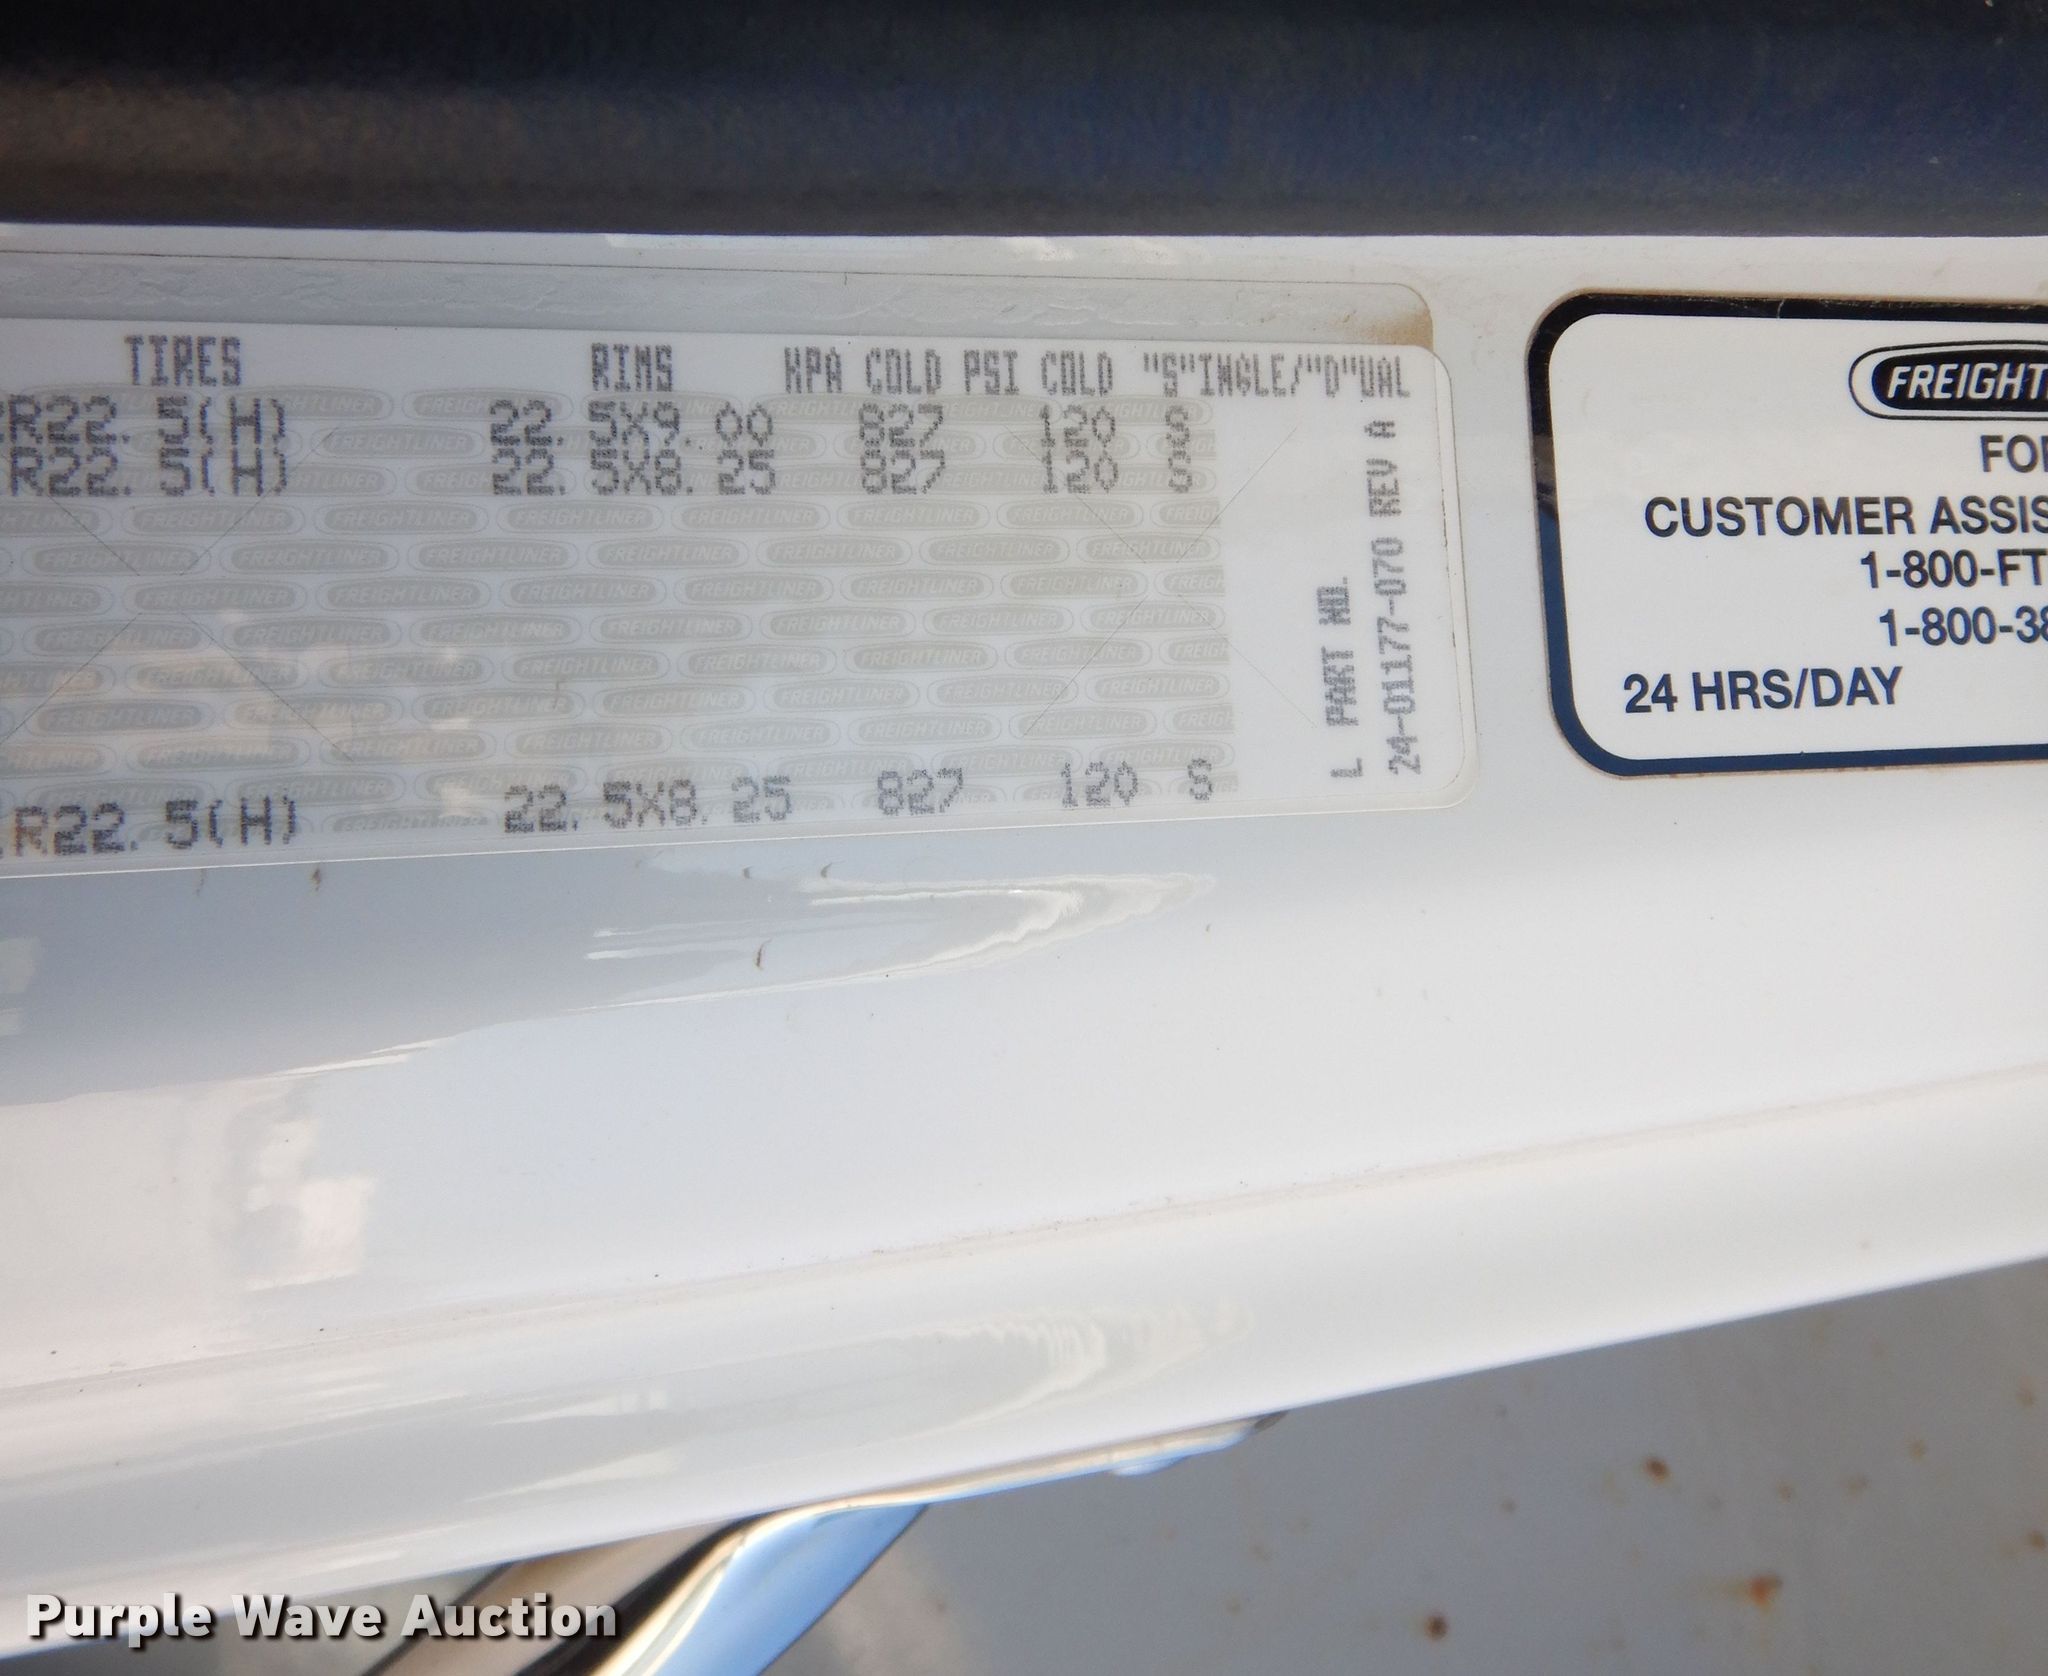 TIRES RIMS KPA COLD PSI COLD "S"INGLE/"D"UAL
R22.5(H) 22.5X9.00 827 120 S
R22.5(H) 22.5X8.25 827 120 S
R22.5(H) 22.5X8.25 827 120 S
L PART NO.
24-01177-070 REV A
FREIGHT
FO
CUSTOMER ASSIS
1-800-FT
1-800-38
24 HRS/DAY
Purple Wave Auction